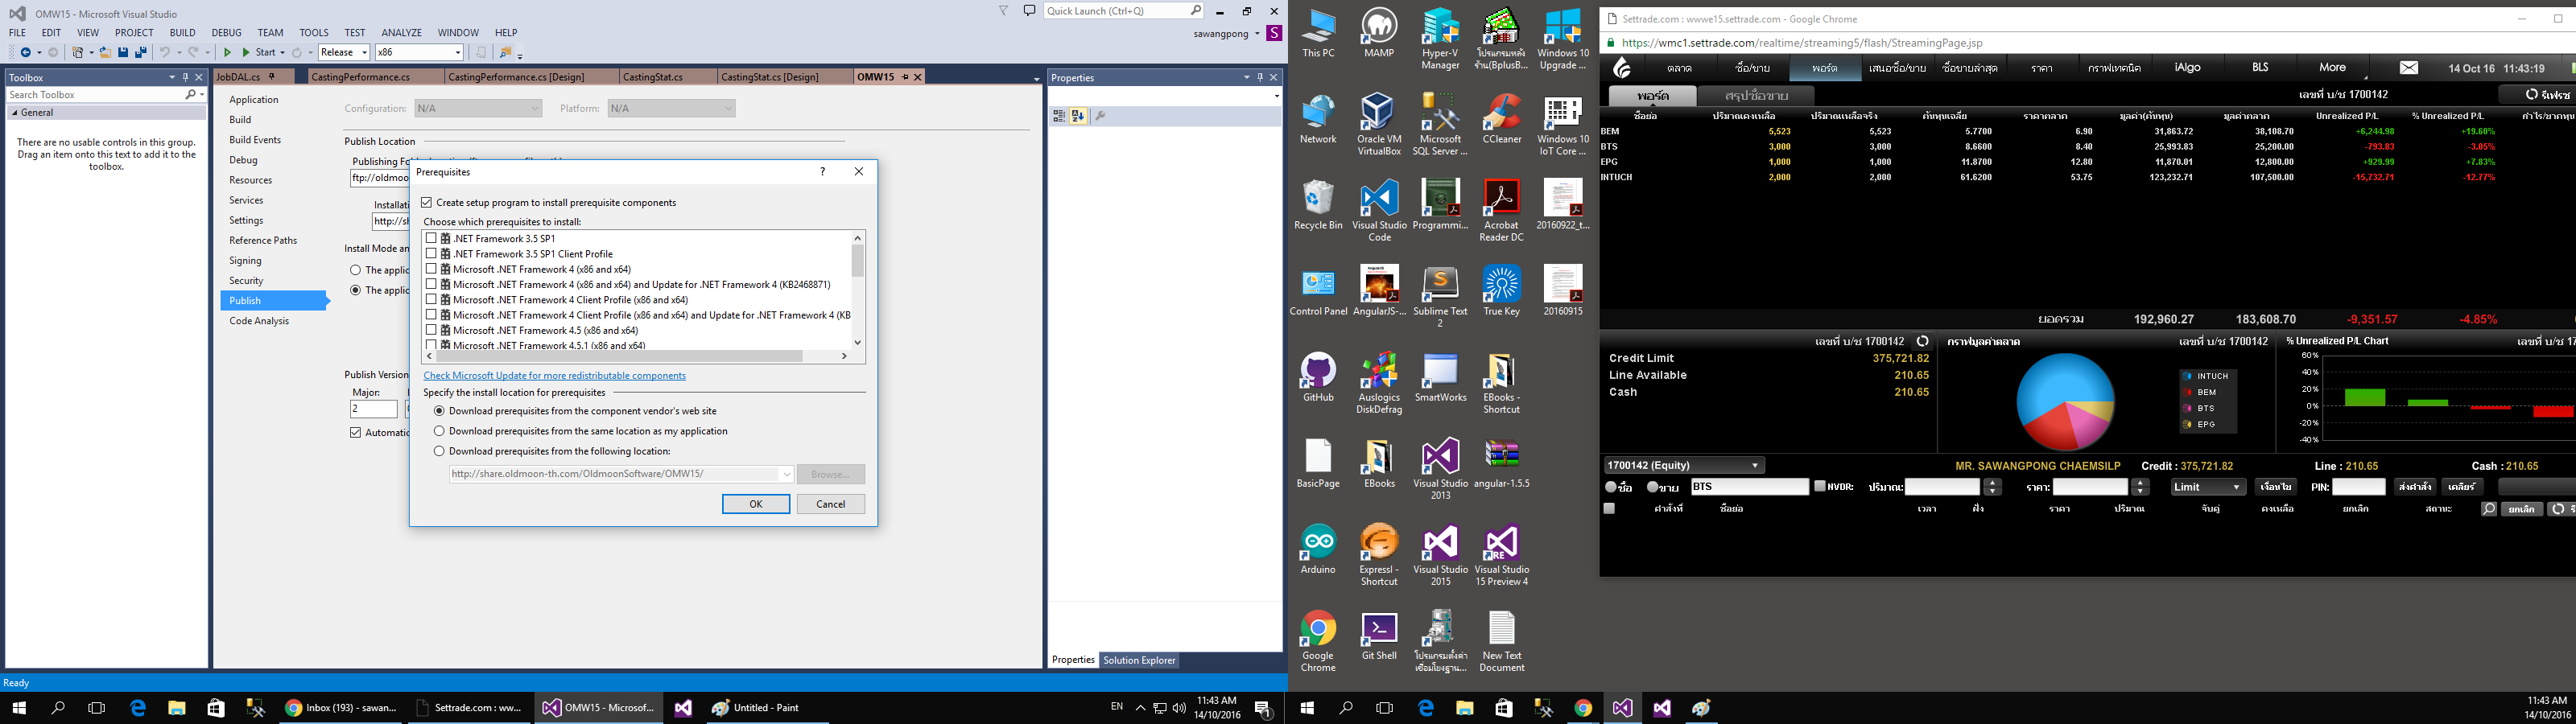 OMW15 - Microsoft Visual Studio
Quick Launch (Ctrl+Q)
FILE EDIT VIEW PROJECT BUILD DEBUG TEAM TOOLS TEST ANALYZE WINDOW HELP
sawangpong S
Start Release x86
Toolbox
Search Toolbox
General
There are no usable controls in this group. Drag an item onto this text to add it to the toolbox.
JobDAL.cs CastingPerformance.cs CastingPerformance.cs [Design] CastingStat.cs CastingStat.cs [Design] OMW15
Application
Build
Build Events
Debug
Resources
Services
Settings
Reference Paths
Signing
Security
Publish
Code Analysis
Configuration: N/A Platform: N/A
Publish Location
ftp://oldmoon
Installati
http://sh
Install Mode an
The applic
The applic
Publish Version
Major:
2
Automatic
Prerequisites
Create setup program to install prerequisite components
Choose which prerequisites to install:
.NET Framework 3.5 SP1
.NET Framework 3.5 SP1 Client Profile
Microsoft .NET Framework 4 (x86 and x64)
Microsoft .NET Framework 4 (x86 and x64) and Update for .NET Framework 4 (KB2468871)
Microsoft .NET Framework 4 Client Profile (x86 and x64)
Microsoft .NET Framework 4 Client Profile (x86 and x64) and Update for .NET Framework 4 (KB
Microsoft .NET Framework 4.5 (x86 and x64)
Microsoft .NET Framework 4.5.1 (x86 and x64)
Check Microsoft Update for more redistributable components
Specify the install location for prerequisites
Download prerequisites from the component vendor's web site
Download prerequisites from the same location as my application
Download prerequisites from the following location:
http://share.oldmoon-th.com/OldmoonSoftware/OMW15/ Browse...
OK Cancel
Properties
Properties Solution Explorer
Ready
Inbox (193) - sawan... Settrade.com : ww... OMW15 - Microsof... Untitled - Paint
EN 11:43 AM
14/10/2016
This PC
MAMP
Hyper-V Manager
โปรแกรมหลังร้าน(BplusB...
Windows 10 Upgrade ...
Network
Oracle VM VirtualBox
Microsoft SQL Server ...
CCleaner
Windows 10 IoT Core ...
Recycle Bin
Visual Studio Code
Programmi...
Acrobat Reader DC
20160922_t...
Control Panel
AngularJS-...
Sublime Text 2
True Key
20160915
GitHub
Auslogics DiskDefrag
SmartWorks
EBooks - Shortcut
BasicPage
EBooks
Visual Studio 2013
angular-1.5.5
Arduino
ExpressI - Shortcut
Visual Studio 2015
Visual Studio 15 Preview 4
Google Chrome
Git Shell
โปรแกรมตั้งค่าเชื่อมโยงฐาน...
New Text Document
Settrade.com : wwwe15.settrade.com - Google Chrome
https://wmc1.settrade.com/realtime/streaming5/flash/StreamingPage.jsp
ตลาด ซื้อ/ขาย พอร์ต เสนอซื้อ/ขาย ซื้อขายล่าสุด ราคา กราฟเทคนิค iAlgo BLS More 14 Oct 16 11:43:19
พอร์ต สรุปซื้อขาย เลขที่ บ/ช 1700142 รีเฟรช
ชื่อย่อ ปริมาณคงเหลือ ปริมาณเหลือจริง ต้นทุนเฉลี่ย ราคาตลาด มูลค่า(ต้นทุน) มูลค่าตลาด Unrealized P/L % Unrealized P/L กำไร/ขาดทุน
BEM 5,523 5,523 5.7700 6.90 31,863.72 38,108.70 +6,244.98 +19.60%
BTS 3,000 3,000 8.6600 8.40 25,993.83 25,200.00 -793.83 -3.05%
EPG 1,000 1,000 11.8700 12.80 11,870.01 12,800.00 +929.99 +7.83%
INTUCH 2,000 2,000 61.6200 53.75 123,232.71 107,500.00 -15,732.71 -12.77%
ยอดรวม 192,960.27 183,608.70 -9,351.57 -4.85%
เลขที่ บ/ช 1700142
Credit Limit 375,721.82
Line Available 210.65
Cash 210.65
กราฟมูลค่าตลาด เลขที่ บ/ช 1700142
INTUCH
BEM
BTS
EPG
% Unrealized P/L Chart
60%
40%
20%
0%
-20%
-40%
1700142 (Equity) MR. SAWANGPONG CHAEMSILP Credit : 375,721.82 Line : 210.65 Cash : 210.65
ซื้อ ขาย BTS NVDR: ปริมาณ: ราคา: Limit เงื่อนไข PIN: ส่งคำสั่ง เคลียร์
คำสั่งที่ ชื่อย่อ เวลา ฝั่ง ราคา ปริมาณ จับคู่ คงเหลือ ยกเลิก สถานะ ยกเลิก
11:43 AM
14/10/2016